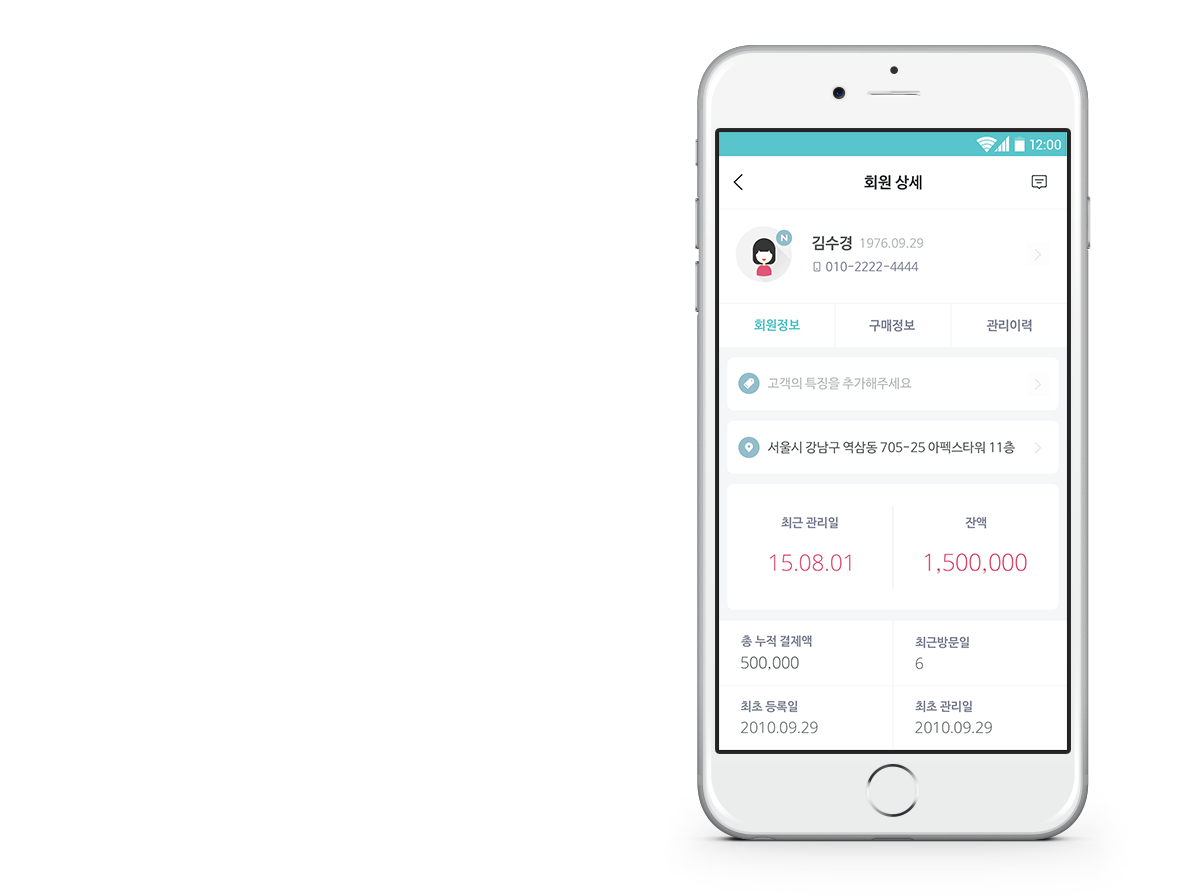 12:00
회원 상세
N
김수경 1976.09.29
010-2222-4444
회원정보 구매정보 관리이력
고객의 특징을 추가해주세요
서울시 강남구 역삼동 705-25 아펙스타워 11층
최근 관리일 잔액
15.08.01 1,500,000
총 누적 결제액 최근방문일
500,000 6
최초 등록일 최초 관리일
2010.09.29 2010.09.29